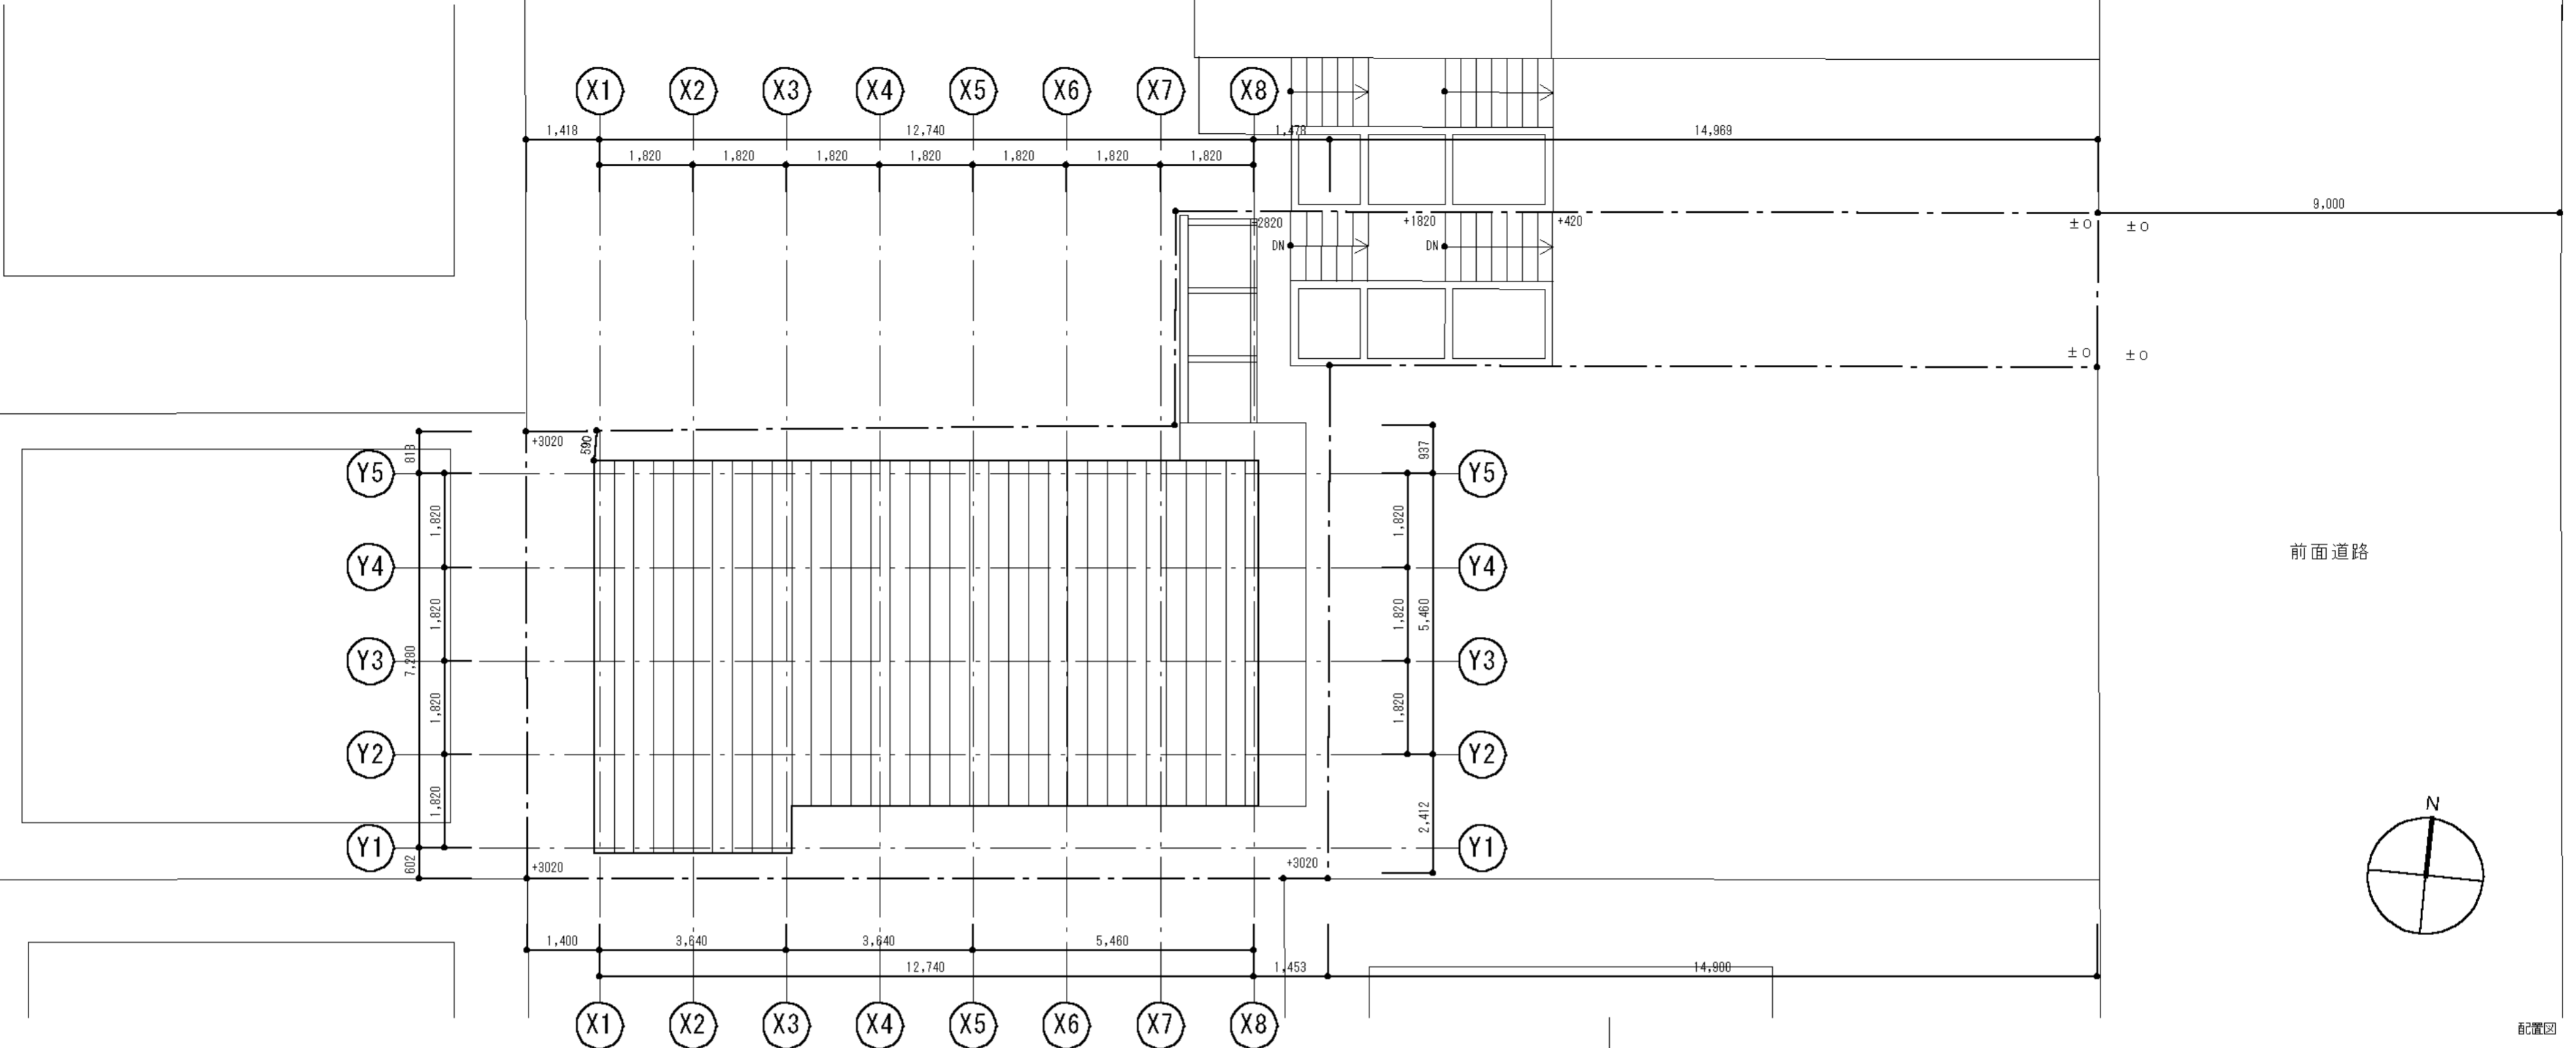 X1 X2 X3 X4 X5 X6 X7 X8
1,418 12,740 1,478 14,969
1,820 1,820 1,820 1,820 1,820 1,820 1,820
9,000
+2820 +1820 +420 ±0 ±0
DN DN
±0 ±0
+3020 590
818 937
Y5 Y5
1,820 1,820
前面道路
Y4 Y4
1,820 1,820 5,460
7,280
Y3 Y3
1,820 1,820
Y2 Y2
1,820 2,412
N
Y1 Y1
602 +3020 +3020
1,400 3,640 3,640 5,460
12,740 1,453 14,900
X1 X2 X3 X4 X5 X6 X7 X8
配置図